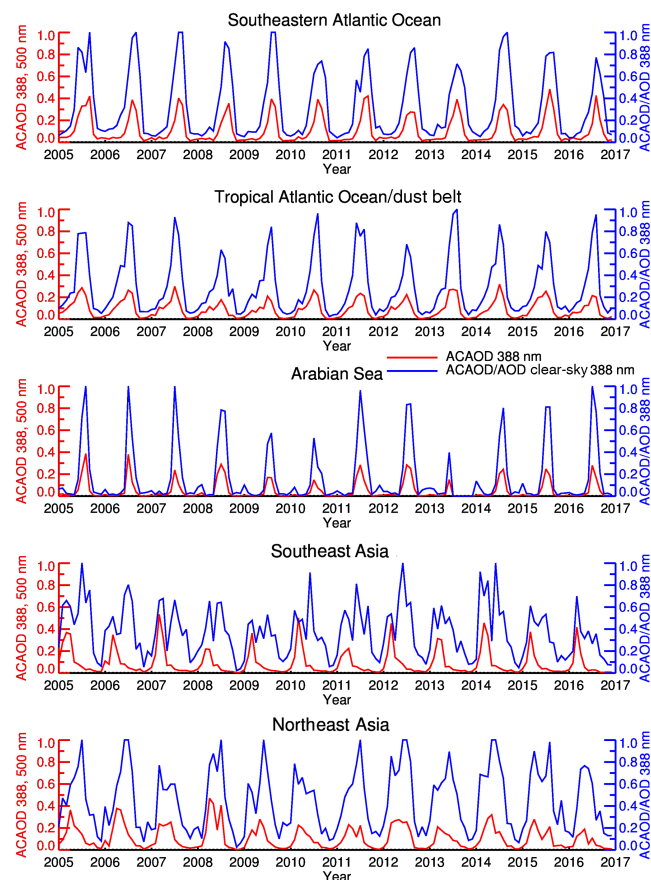 Southeastern Atlantic Ocean
ACAOD 388, 500 nm
1.0
0.8
0.6
0.4
0.2
0.0
1.0
0.8
0.6
0.4
0.2
0.0
ACAOD/AOD 388 nm
2005 2006 2007 2008 2009 2010 2011 2012 2013 2014 2015 2016 2017
Year
Tropical Atlantic Ocean/dust belt
ACAOD 388, 500 nm
1.0
0.8
0.6
0.4
0.2
0.0
1.0
0.8
0.6
0.4
0.2
0.0
ACAOD/AOD 388 nm
2005 2006 2007 2008 2009 2010 2011 2012 2013 2014 2015 2016 2017
Year
ACAOD 388 nm
ACAOD/AOD clear-sky 388 nm
Arabian Sea
ACAOD 388, 500 nm
1.0
0.8
0.6
0.4
0.2
0.0
1.0
0.8
0.6
0.4
0.2
0.0
ACAOD/AOD 388 nm
2005 2006 2007 2008 2009 2010 2011 2012 2013 2014 2015 2016 2017
Year
Southeast Asia
ACAOD 388, 500 nm
1.0
0.8
0.6
0.4
0.2
0.0
1.0
0.8
0.6
0.4
0.2
0.0
ACAOD/AOD 388 nm
2005 2006 2007 2008 2009 2010 2011 2012 2013 2014 2015 2016 2017
Year
Northeast Asia
ACAOD 388, 500 nm
1.0
0.8
0.6
0.4
0.2
0.0
1.0
0.8
0.6
0.4
0.2
0.0
ACAOD/AOD 388 nm
2005 2006 2007 2008 2009 2010 2011 2012 2013 2014 2015 2016 2017
Year